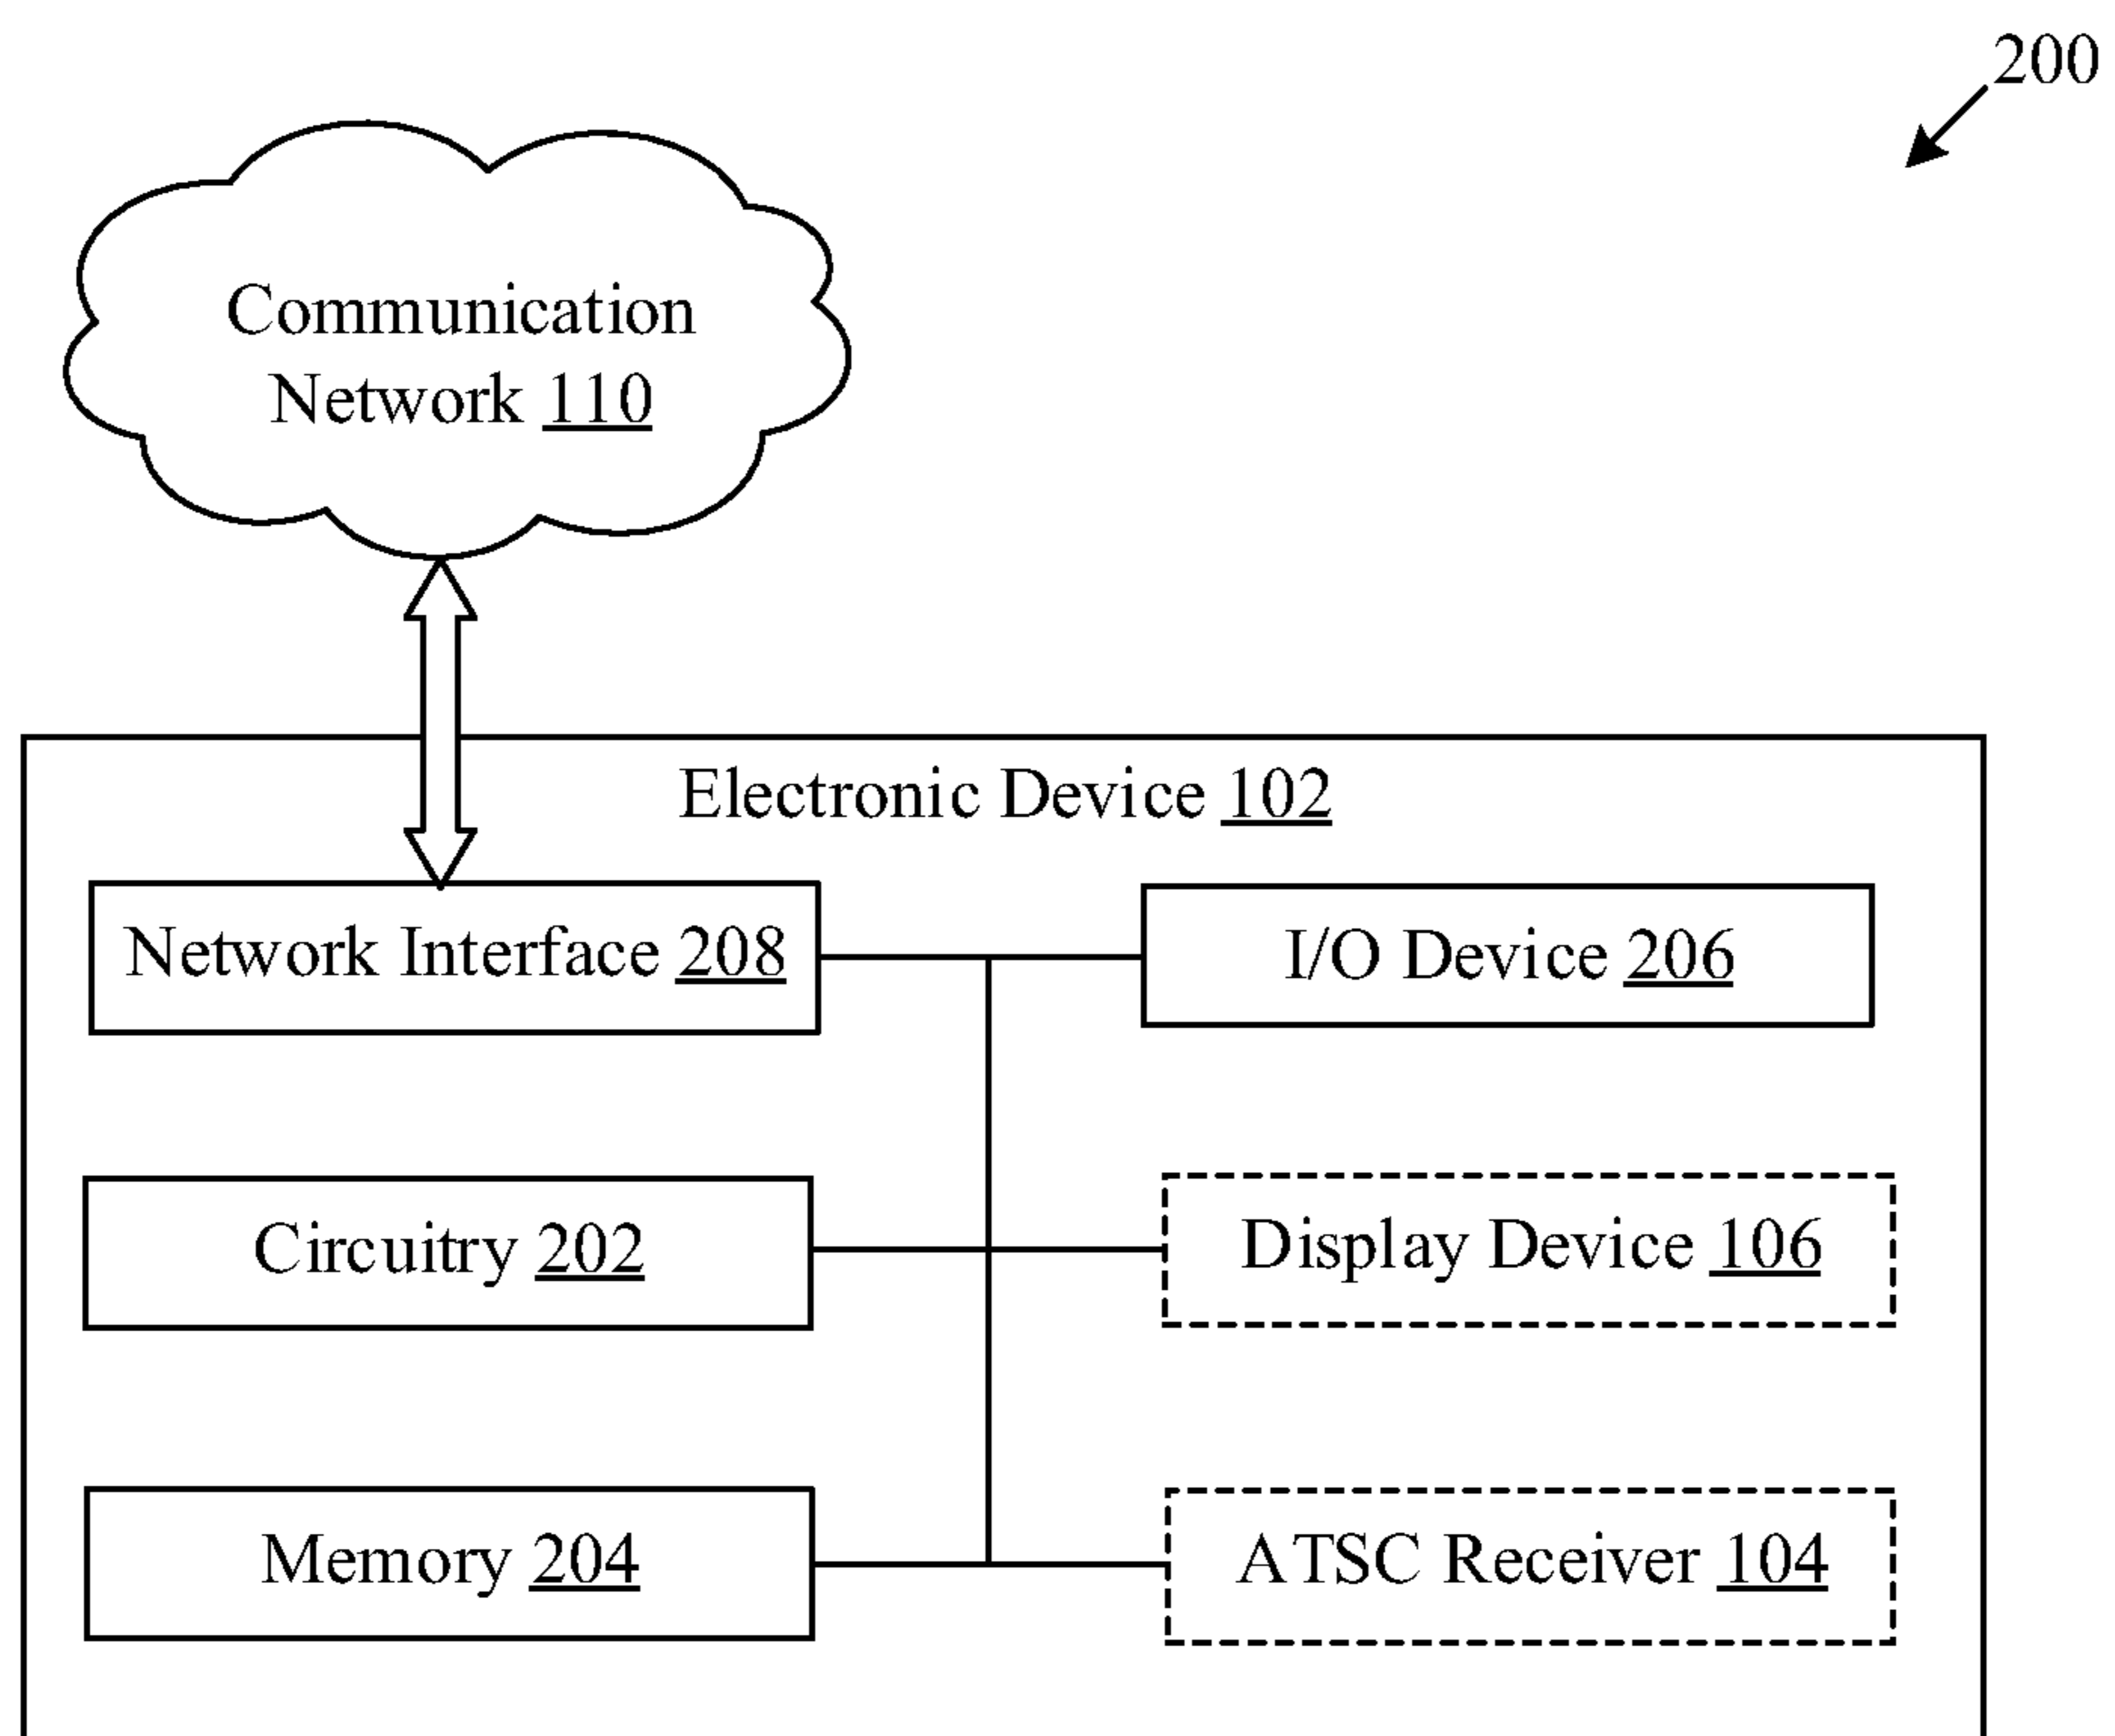 200
Communication
Network 110
Electronic Device 102
Network Interface 208
I/O Device 206
Circuitry 202
Display Device 106
Memory 204
ATSC Receiver 104